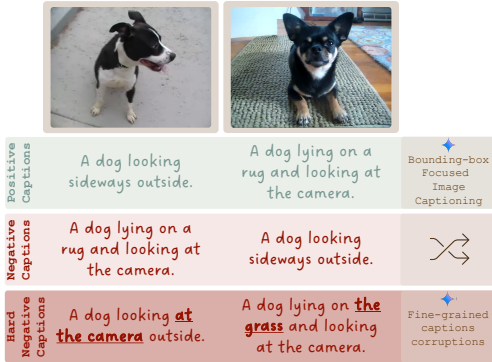 Positive
Captions
A dog looking
sideways outside.
A dog lying on a
rug and looking at
the camera.
Bounding-box
Focused
Image
Captioning
Negative
Captions
A dog lying on a
rug and looking at
the camera.
A dog looking
sideways outside.
Hard
Negative
Captions
A dog looking at
the camera outside.
A dog lying on the
grass and looking
at the camera.
Fine-grained
captions
corruptions